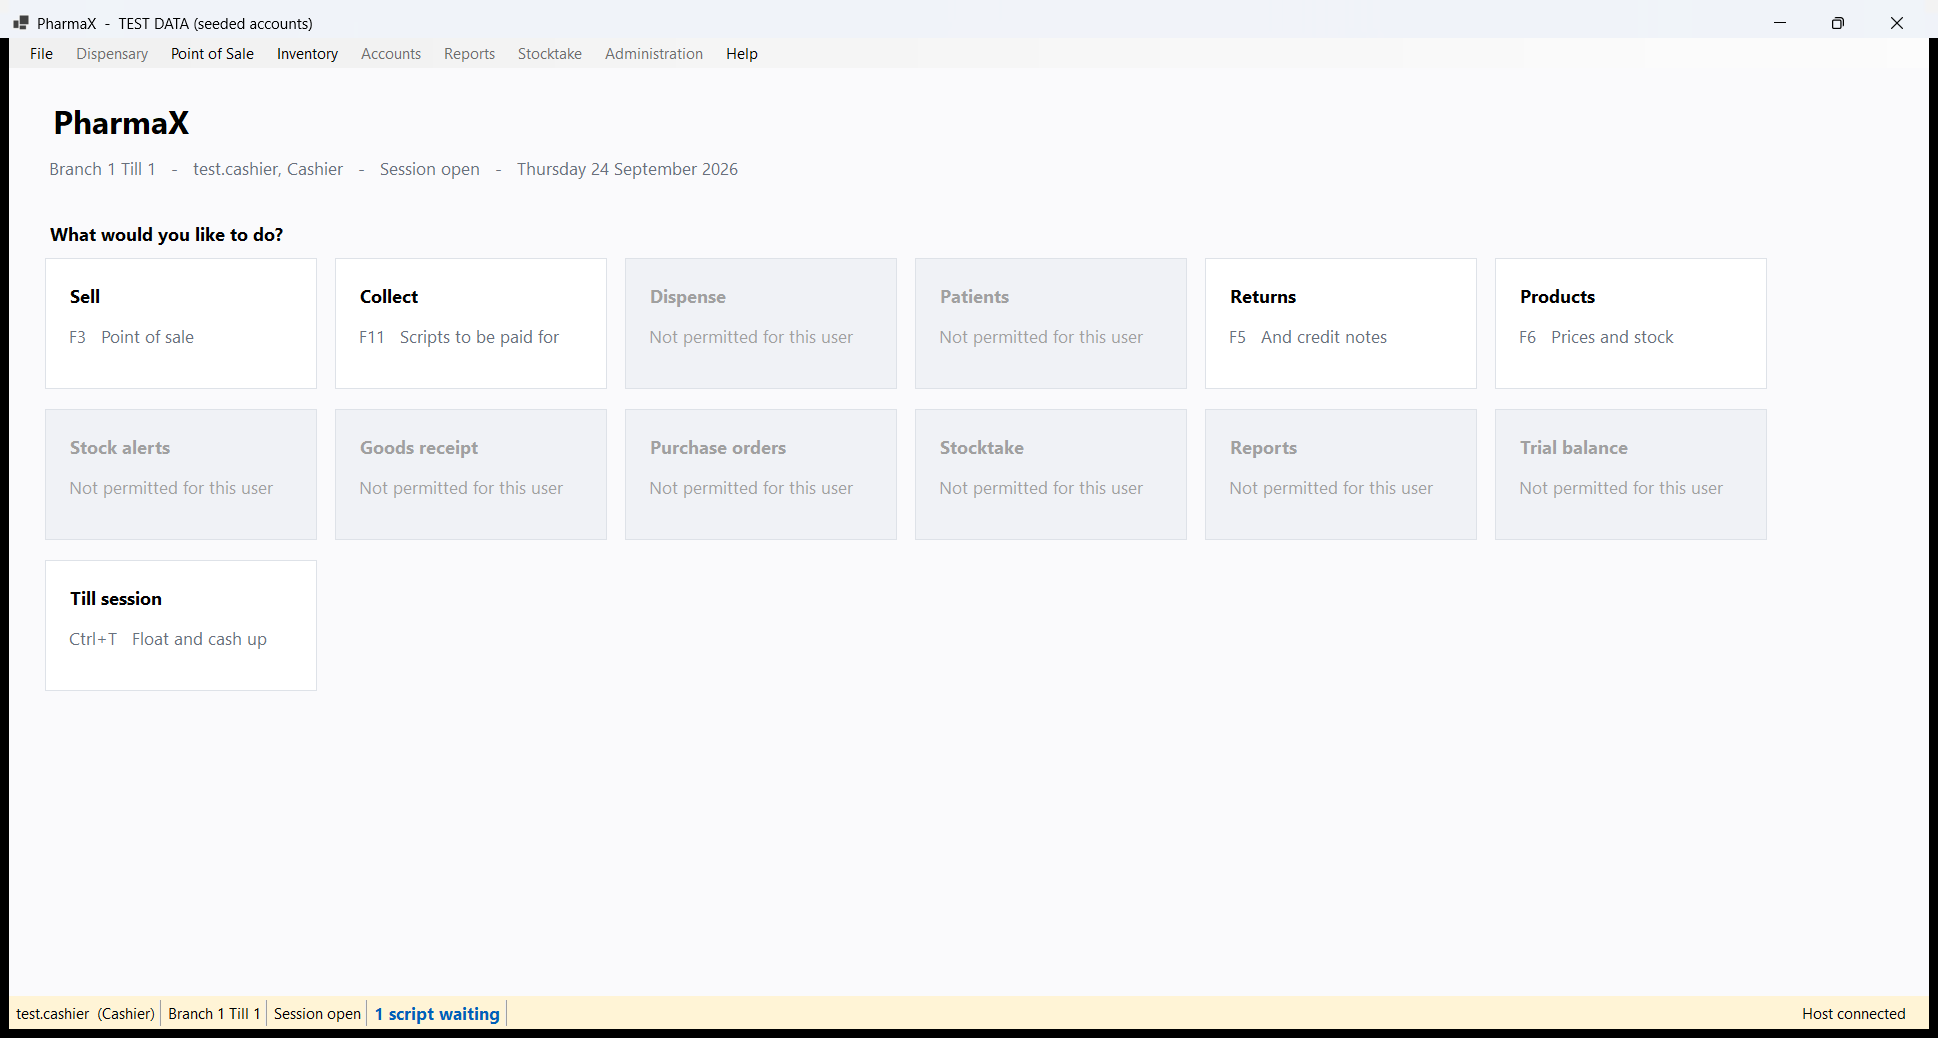 PharmaX - TEST DATA (seeded accounts)
File Dispensary Point of Sale Inventory Accounts Reports Stocktake Administration Help
PharmaX
Branch 1 Till 1 - test.cashier, Cashier - Session open - Thursday 24 September 2026
What would you like to do?
Sell
F3 Point of sale
Collect
F11 Scripts to be paid for
Dispense
Not permitted for this user
Patients
Not permitted for this user
Returns
F5 And credit notes
Products
F6 Prices and stock
Stock alerts
Not permitted for this user
Goods receipt
Not permitted for this user
Purchase orders
Not permitted for this user
Stocktake
Not permitted for this user
Reports
Not permitted for this user
Trial balance
Not permitted for this user
Till session
Ctrl+T Float and cash up
test.cashier (Cashier) Branch 1 Till 1 Session open 1 script waiting Host connected